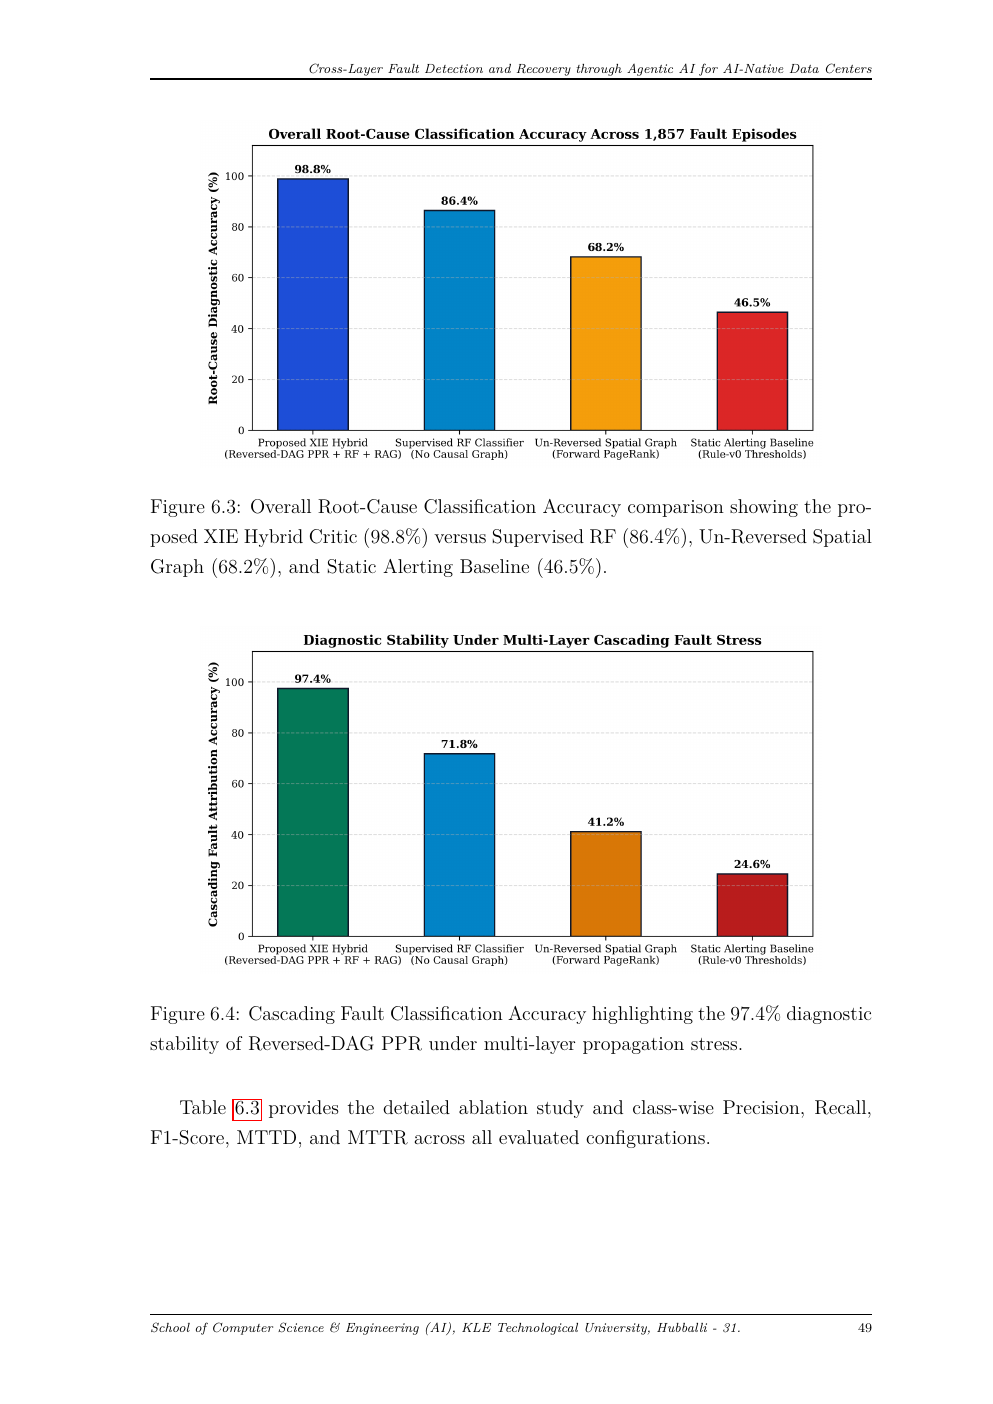 Cross-Layer Fault Detection and Recovery through Agentic AI for AI-Native Data Centers
Overall Root-Cause Classification Accuracy Across 1,857 Fault Episodes
Root-Cause Diagnostic Accuracy (%)
100
80
60
40
20
0
98.8%
86.4%
68.2%
46.5%
Proposed XIE Hybrid
(Reversed-DAG PPR + RF + RAG)
Supervised RF Classifier
(No Causal Graph)
Un-Reversed Spatial Graph
(Forward PageRank)
Static Alerting Baseline
(Rule-v0 Thresholds)
Figure 6.3: Overall Root-Cause Classification Accuracy comparison showing the pro-
posed XIE Hybrid Critic (98.8%) versus Supervised RF (86.4%), Un-Reversed Spatial
Graph (68.2%), and Static Alerting Baseline (46.5%).
Diagnostic Stability Under Multi-Layer Cascading Fault Stress
Cascading Fault Attribution Accuracy (%)
100
80
60
40
20
0
97.4%
71.8%
41.2%
24.6%
Proposed XIE Hybrid
(Reversed-DAG PPR + RF + RAG)
Supervised RF Classifier
(No Causal Graph)
Un-Reversed Spatial Graph
(Forward PageRank)
Static Alerting Baseline
(Rule-v0 Thresholds)
Figure 6.4: Cascading Fault Classification Accuracy highlighting the 97.4% diagnostic
stability of Reversed-DAG PPR under multi-layer propagation stress.
Table 6.3 provides the detailed ablation study and class-wise Precision, Recall,
F1-Score, MTTD, and MTTR across all evaluated configurations.
School of Computer Science & Engineering (AI), KLE Technological University, Hubballi - 31.
49